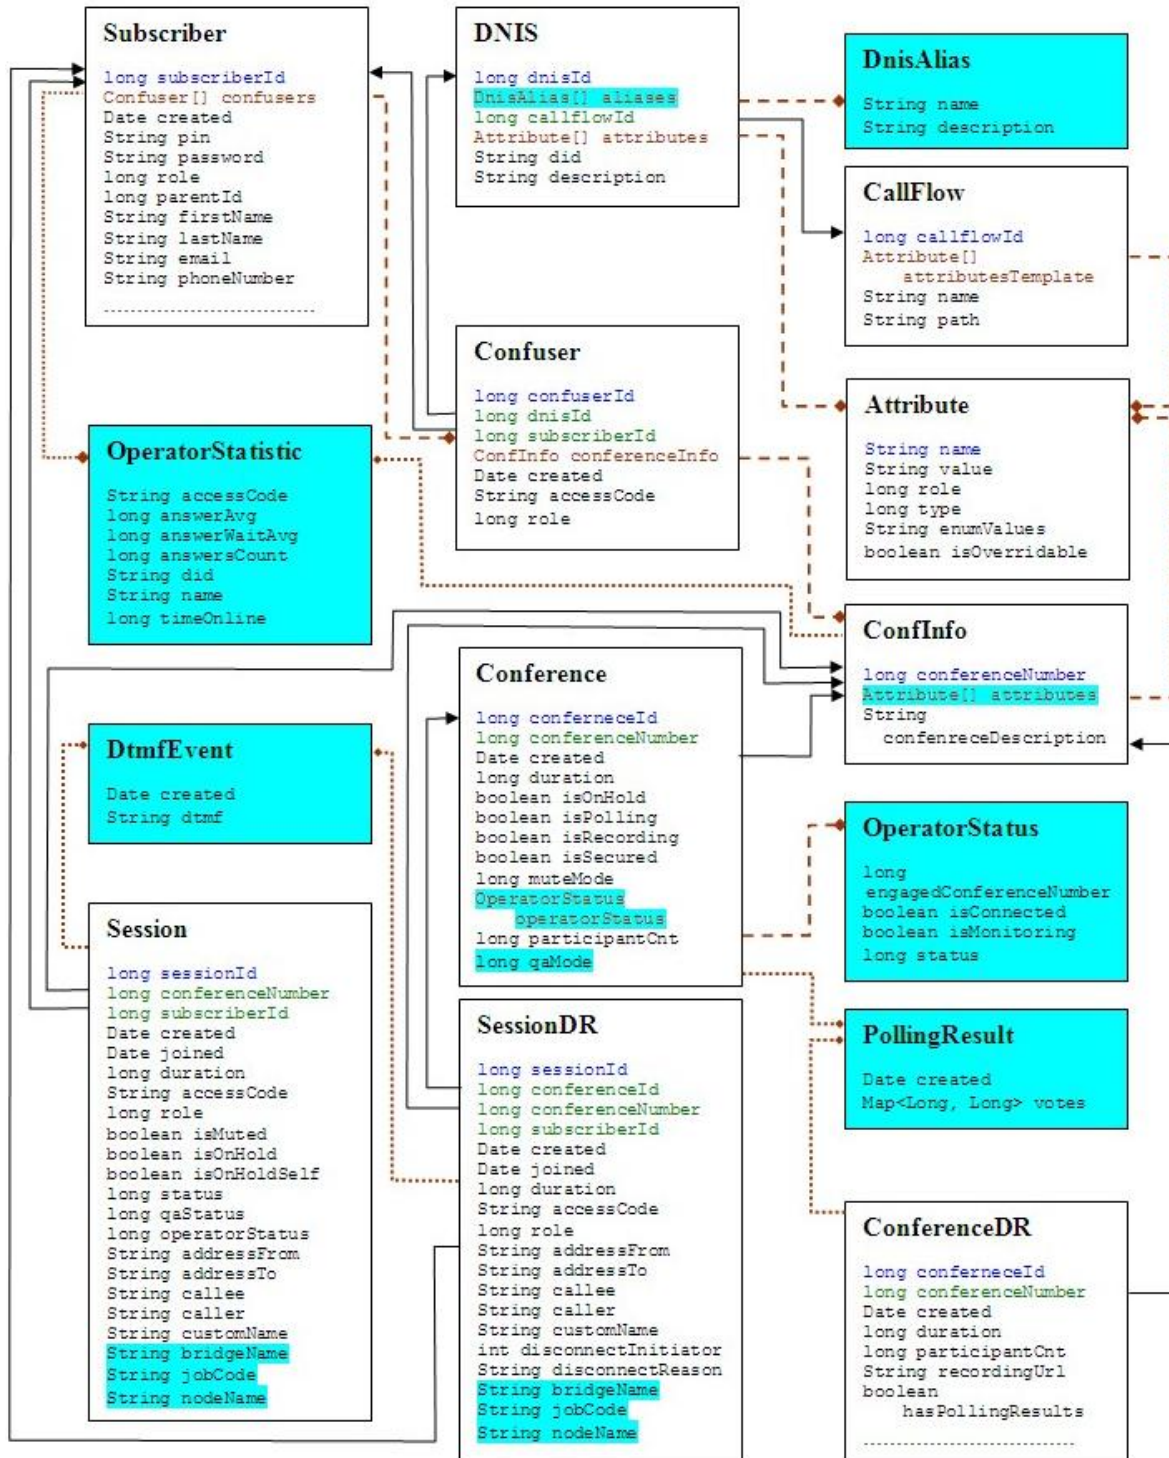 Subscriber
long subscriberId
Confuser[] confusers
Date created
String pin
String password
long role
long parentId
String firstName
String lastName
String email
String phoneNumber
DNIS
long dnisId
DnisAlias[] aliases
long callflowId
Attribute[] attributes
String did
String description
DnisAlias
String name
String description
CallFlow
long callflowId
Attribute[]
attributesTemplate
String name
String path
Confuser
long confuserId
long dnisId
long subscriberId
ConfInfo conferenceInfo
Date created
String accessCode
long role
Attribute
String name
String value
long role
long type
String enumValues
boolean isOverridable
OperatorStatistic
String accessCode
long answerAvg
long answerWaitAvg
long answersCount
String did
String name
long timeOnline
ConfInfo
long conferenceNumber
Attribute[] attributes
String
confenreceDescription
Conference
long conferneceId
long conferenceNumber
Date created
long duration
boolean isOnHold
boolean isPolling
boolean isRecording
boolean isSecured
long muteMode
OperatorStatus
operatorStatus
long participantCnt
long qaMode
DtmfEvent
Date created
String dtmf
OperatorStatus
long
engagedConferenceNumber
boolean isConnected
boolean isMonitoring
long status
Session
long sessionId
long conferenceNumber
long subscriberId
Date created
Date joined
long duration
String accessCode
long role
boolean isMuted
boolean isOnHold
boolean isOnHoldSelf
long status
long qaStatus
long operatorStatus
String addressFrom
String addressTo
String callee
String caller
String customName
String bridgeName
String jobCode
String nodeName
SessionDR
long sessionId
long conferenceId
long conferenceNumber
long subscriberId
Date created
Date joined
long duration
String accessCode
long role
String addressFrom
String addressTo
String callee
String caller
String customName
int disconnectInitiator
String disconnectReason
String bridgeName
String jobCode
String nodeName
PollingResult
Date created
Map<Long, Long> votes
ConferenceDR
long conferneceId
long conferenceNumber
Date created
long duration
long participantCnt
String recordingUrl
boolean
hasPollingResults